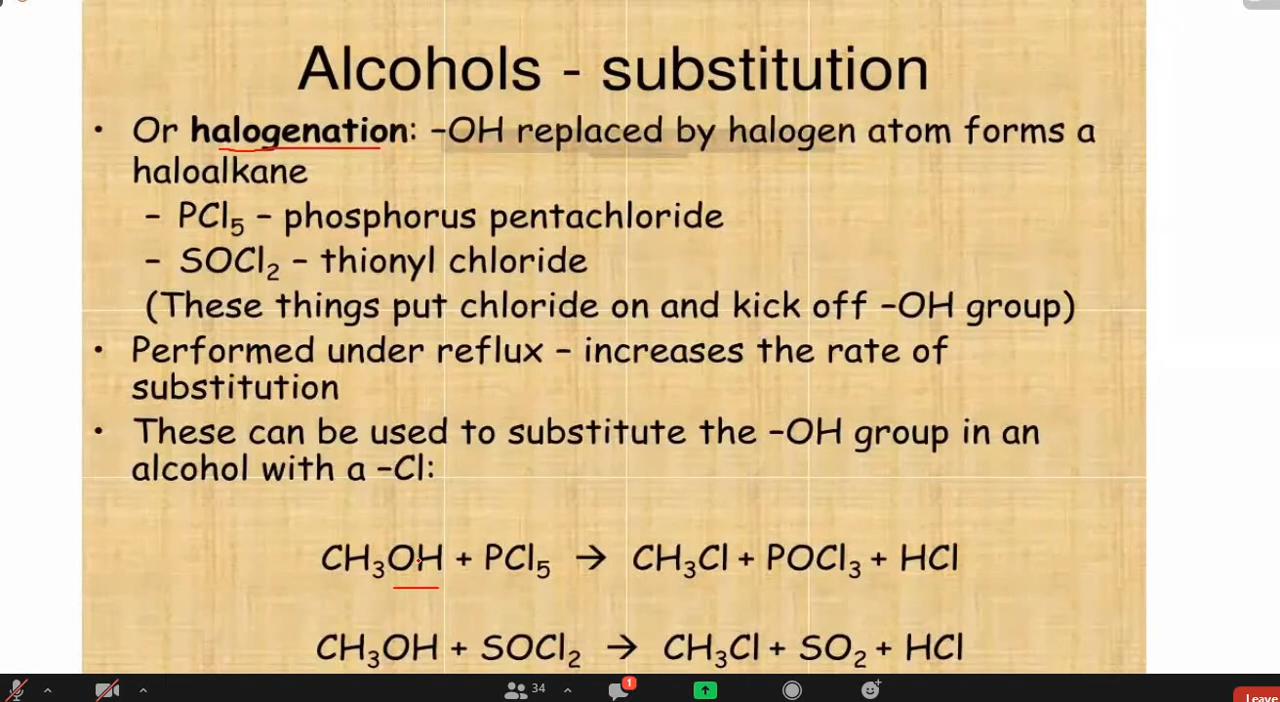 Alcohols - substitution
• Or halogenation: –OH replaced by halogen atom forms a
haloalkane
– PCl₅ – phosphorus pentachloride
– SOCl₂ – thionyl chloride
(These things put chloride on and kick off –OH group)
• Performed under reflux – increases the rate of
substitution
• These can be used to substitute the –OH group in an
alcohol with a –Cl:
CH₃OH + PCl₅ → CH₃Cl + POCl₃ + HCl
CH₃OH + SOCl₂ → CH₃Cl + SO₂ + HCl
34 1 Leave